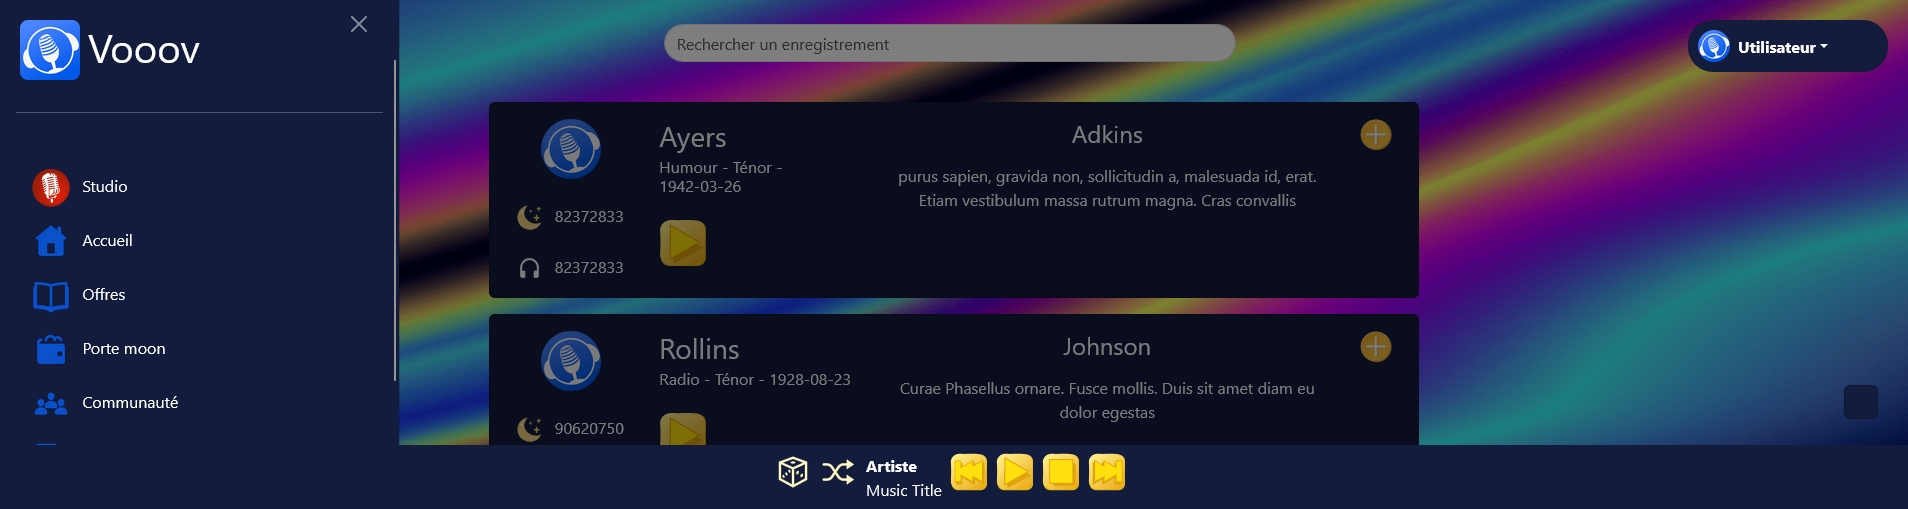 Vooov
Studio
Accueil
Offres
Porte moon
Communauté
Rechercher un enregistrement
Utilisateur
Ayers
Humour - Ténor -
1942-03-26
82372833
82372833
Adkins
purus sapien, gravida non, sollicitudin a, malesuada id, erat.
Etiam vestibulum massa rutrum magna. Cras convallis
Rollins
Radio - Ténor - 1928-08-23
90620750
Johnson
Curae Phasellus ornare. Fusce mollis. Duis sit amet diam eu
dolor egestas
Artiste
Music Title